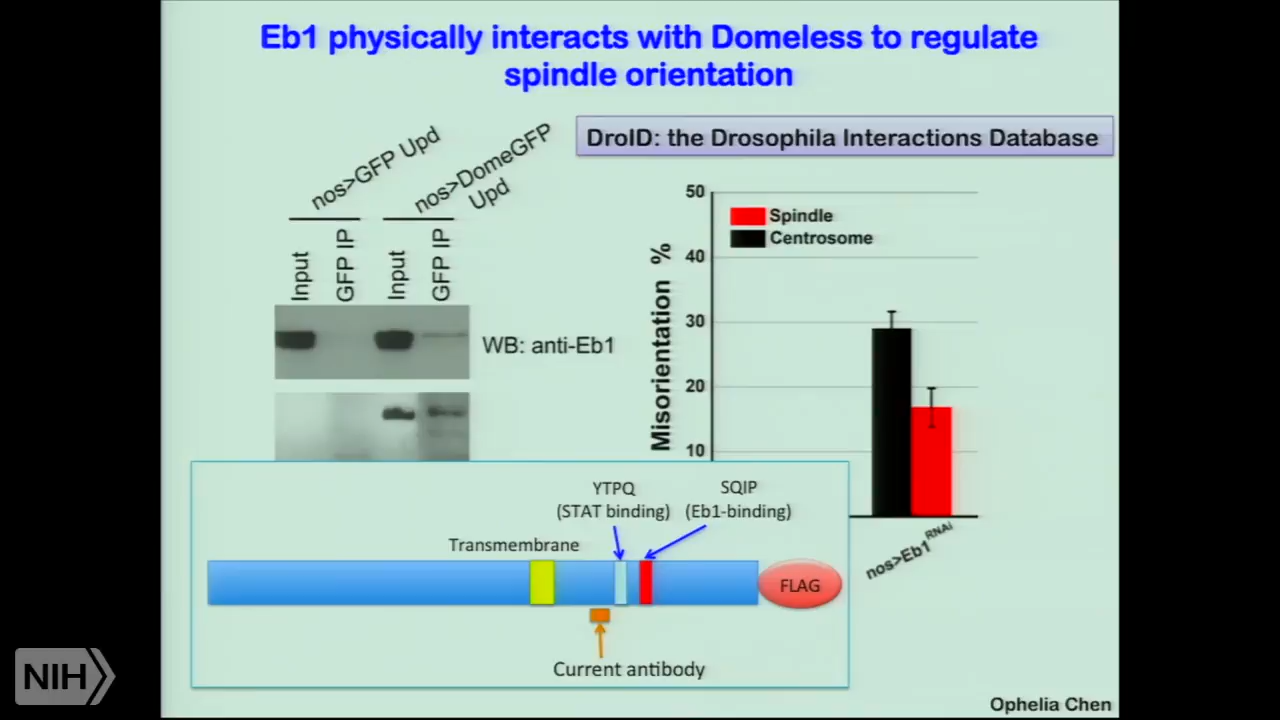 Eb1 physically interacts with Domeless to regulate
spindle orientation
DroID: the Drosophila Interactions Database
nos>GFP Upd
nos>DomeGFP
Upd
Input
GFP IP
Input
GFP IP
WB: anti-Eb1
50
40
30
20
10
Misorientation %
Spindle
Centrosome
nos>Eb1RNAi
YTPQ
(STAT binding)
SQIP
(Eb1-binding)
Transmembrane
FLAG
Current antibody
NIH
Ophelia Chen